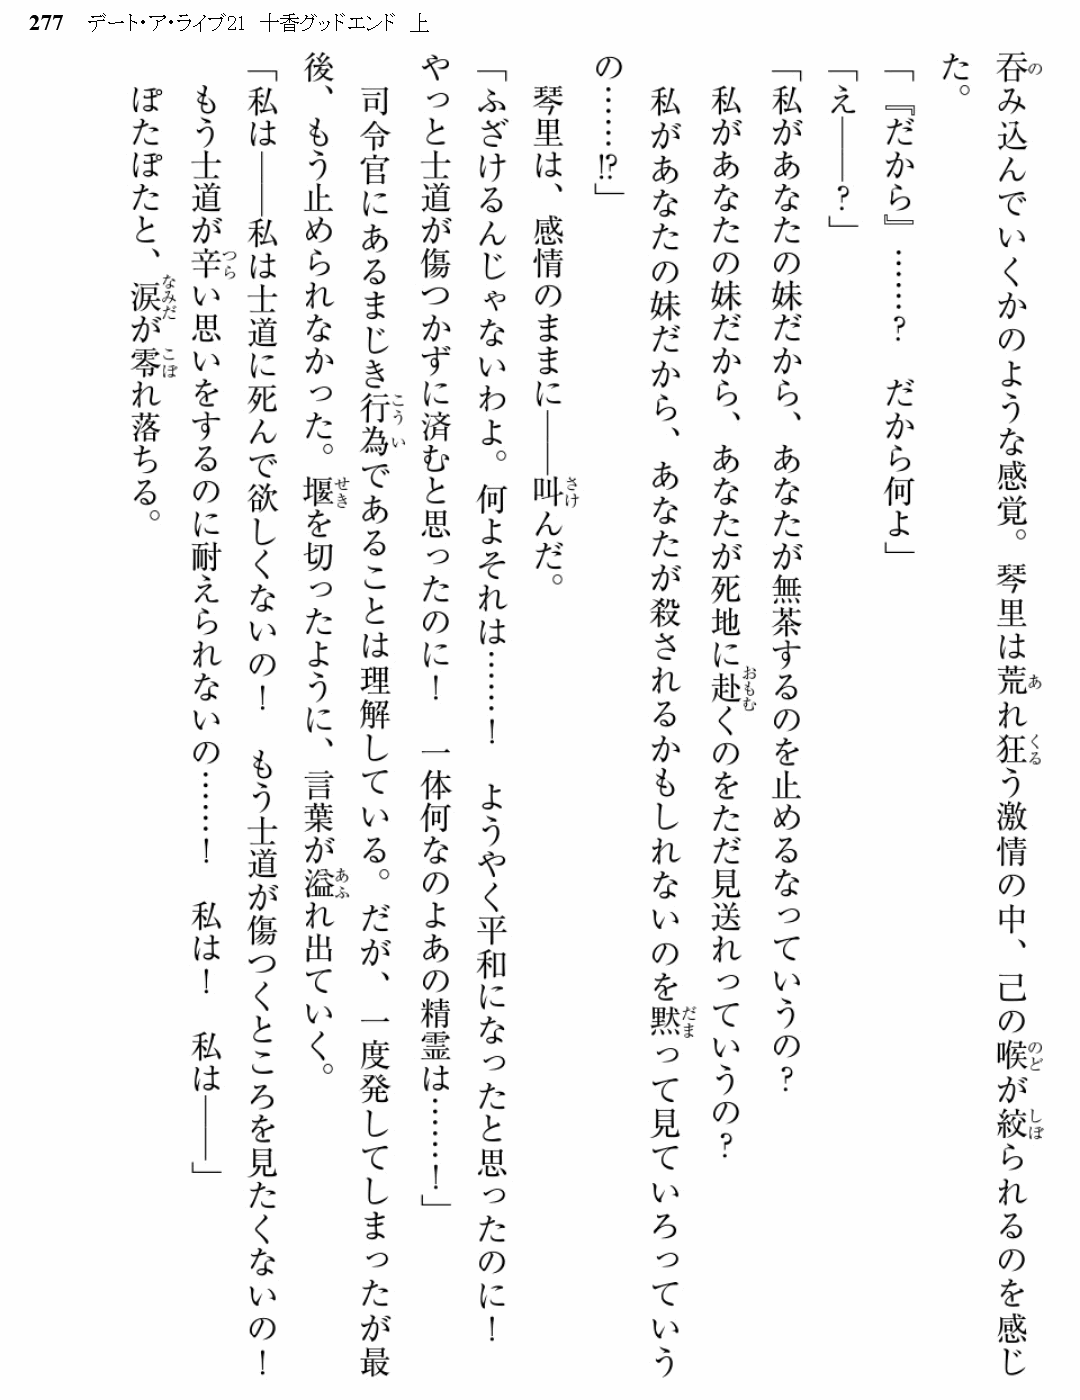 277 デート・ア・ライブ21 十香グッドエンド 上
呑み込んでいくかのような感覚。琴里は荒れ狂う激情の中、己の喉が絞られるのを感じ
た。
「『だから』……? だから何よ」
「え――?」
「私があなたの妹だから、あなたが無茶するのを止めるなっていうの?
私があなたの妹だから、あなたが死地に赴くのをただ見送れっていうの?
私があなたの妹だから、あなたが殺されるかもしれないのを黙って見ていろっていう
の……!?」
琴里は、感情のままに――叫んだ。
「ふざけるんじゃないわよ。何よそれは……! ようやく平和になったと思ったのに!
やっと士道が傷つかずに済むと思ったのに! 一体何なのよあの精霊は……!」
司令官にあるまじき行為であることは理解している。だが、一度発してしまったが最
後、もう止められなかった。堰を切ったように、言葉が溢れ出ていく。
「私は――私は士道に死んで欲しくないの! もう士道が傷つくところを見たくないの!
もう士道が辛い思いをするのに耐えられないの……! 私は! 私は――」
ぽたぽたと、涙が零れ落ちる。